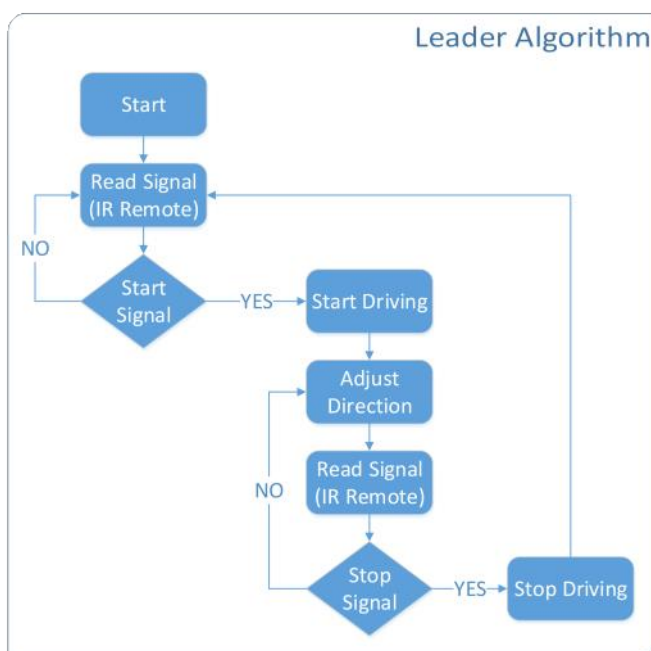 Leader Algorithm
Start
Read Signal
(IR Remote)
NO
Start
Signal
YES
Start Driving
Adjust
Direction
Read Signal
(IR Remote)
NO
Stop
Signal
YES
Stop Driving